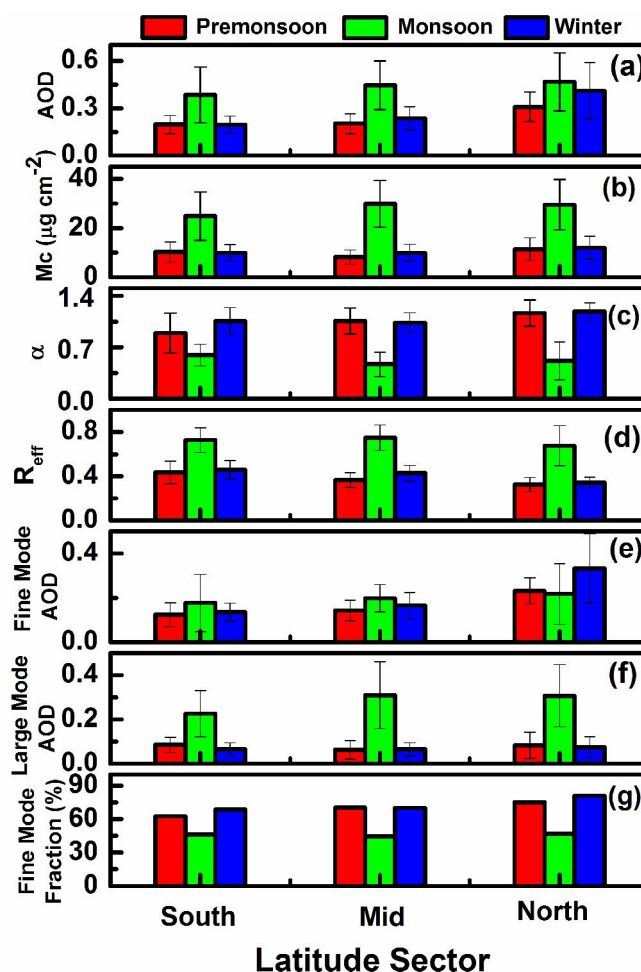 Premonsoon Monsoon Winter
(a)
AOD
0.6
0.3
0.0
(b)
Mc (μg cm⁻²)
40
20
0
(c)
α
1.4
0.7
0.0
(d)
Reff
0.8
0.4
0.0
(e)
Fine Mode
AOD
0.4
0.0
(f)
Large Mode
AOD
0.4
0.2
0.0
(g)
Fine Mode
Fraction (%)
90
60
30
0
South Mid North
Latitude Sector